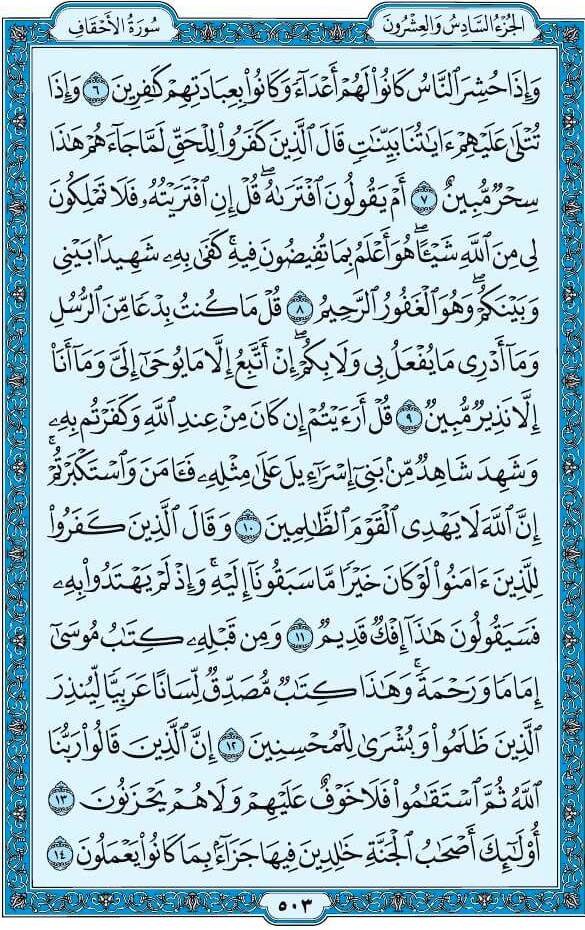 الجُزْءُ السَّادِسُ وَالعِشْرُونَ
سُورَةُ الأَحْقَافِ
وَإِذَا حُشِرَ ٱلنَّاسُ كَانُوا۟ لَهُمْ أَعْدَآءً وَكَانُوا۟ بِعِبَادَتِهِمْ كَٰفِرِينَ ٦ وَإِذَا
تُتْلَىٰ عَلَيْهِمْ ءَايَٰتُنَا بَيِّنَٰتٍ قَالَ ٱلَّذِينَ كَفَرُوا۟ لِلْحَقِّ لَمَّا جَآءَهُمْ هَٰذَا
سِحْرٌ مُّبِينٌ ٧ أَمْ يَقُولُونَ ٱفْتَرَىٰهُ ۖ قُلْ إِنِ ٱفْتَرَيْتُهُۥ فَلَا تَمْلِكُونَ
لِى مِنَ ٱللَّهِ شَيْـًٔا ۖ هُوَ أَعْلَمُ بِمَا تُفِيضُونَ فِيهِ ۖ كَفَىٰ بِهِۦ شَهِيدًۢا بَيْنِى
وَبَيْنَكُمْ ۖ وَهُوَ ٱلْغَفُورُ ٱلرَّحِيمُ ٨ قُلْ مَا كُنتُ بِدْعًا مِّنَ ٱلرُّسُلِ
وَمَآ أَدْرِى مَا يُفْعَلُ بِى وَلَا بِكُمْ ۖ إِنْ أَتَّبِعُ إِلَّا مَا يُوحَىٰٓ إِلَىَّ وَمَآ أَنَا۠
إِلَّا نَذِيرٌ مُّبِينٌ ٩ قُلْ أَرَءَيْتُمْ إِن كَانَ مِنْ عِندِ ٱللَّهِ وَكَفَرْتُم بِهِۦ
وَشَهِدَ شَاهِدٌ مِّنۢ بَنِىٓ إِسْرَٰٓءِيلَ عَلَىٰ مِثْلِهِۦ فَـَٔامَنَ وَٱسْتَكْبَرْتُمْ ۖ
إِنَّ ٱللَّهَ لَا يَهْدِى ٱلْقَوْمَ ٱلظَّٰلِمِينَ ١٠ وَقَالَ ٱلَّذِينَ كَفَرُوا۟
لِلَّذِينَ ءَامَنُوا۟ لَوْ كَانَ خَيْرًا مَّا سَبَقُونَآ إِلَيْهِ ۚ وَإِذْ لَمْ يَهْتَدُوا۟ بِهِۦ
فَسَيَقُولُونَ هَٰذَآ إِفْكٌ قَدِيمٌ ١١ وَمِن قَبْلِهِۦ كِتَٰبُ مُوسَىٰٓ
إِمَامًا وَرَحْمَةً ۚ وَهَٰذَا كِتَٰبٌ مُّصَدِّقٌ لِّسَانًا عَرَبِيًّا لِّيُنذِرَ
ٱلَّذِينَ ظَلَمُوا۟ وَبُشْرَىٰ لِلْمُحْسِنِينَ ١٢ إِنَّ ٱلَّذِينَ قَالُوا۟ رَبُّنَا
ٱللَّهُ ثُمَّ ٱسْتَقَٰمُوا۟ فَلَا خَوْفٌ عَلَيْهِمْ وَلَا هُمْ يَحْزَنُونَ ١٣
أُو۟لَٰٓئِكَ أَصْحَٰبُ ٱلْجَنَّةِ خَٰلِدِينَ فِيهَا جَزَآءًۢ بِمَا كَانُوا۟ يَعْمَلُونَ ١٤
٥٠٣